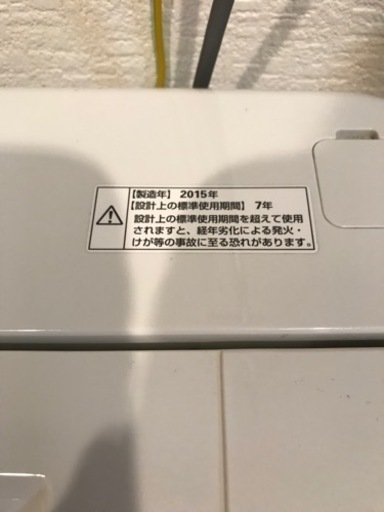 【製造年】 2015年
【設計上の標準使用期間】 7年
設計上の標準使用期間を超えて使用
されますと、経年劣化による発火・
けが等の事故に至る恐れがあります。